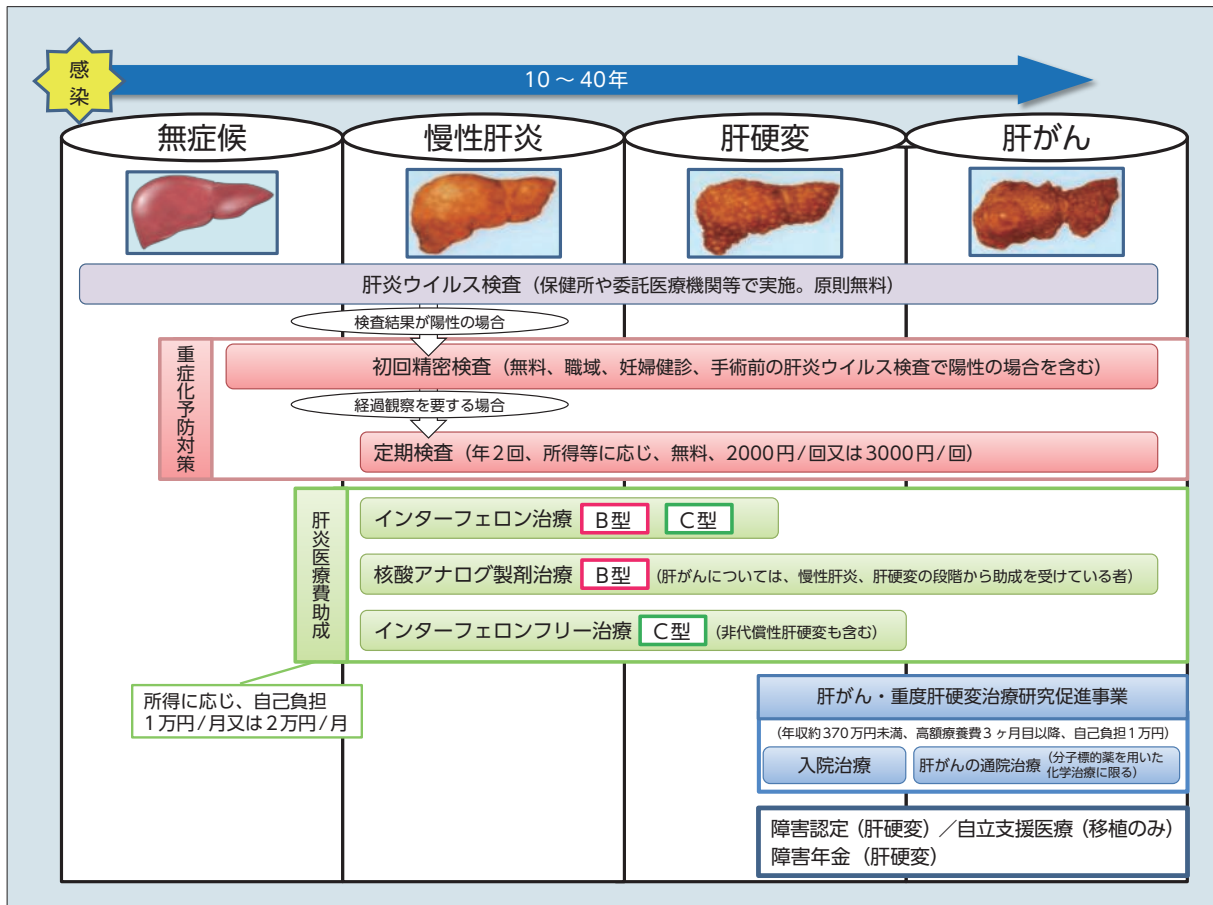 感染
10～40年
無症候
慢性肝炎
肝硬変
肝がん
肝炎ウイルス検査（保健所や委託医療機関等で実施。原則無料）
検査結果が陽性の場合
重症化予防対策
初回精密検査（無料、職域、妊婦健診、手術前の肝炎ウイルス検査で陽性の場合を含む）
経過観察を要する場合
定期検査（年2回、所得等に応じ、無料、2000円/回又は3000円/回）
肝炎医療費助成
インターフェロン治療 B型 C型
核酸アナログ製剤治療 B型 （肝がんについては、慢性肝炎、肝硬変の段階から助成を受けている者）
インターフェロンフリー治療 C型 （非代償性肝硬変も含む）
所得に応じ、自己負担
1万円/月又は2万円/月
肝がん・重度肝硬変治療研究促進事業
（年収約370万円未満、高額療養費3ヶ月目以降、自己負担1万円）
入院治療
肝がんの通院治療（分子標的薬を用いた
化学治療に限る）
障害認定（肝硬変）／自立支援医療（移植のみ）
障害年金（肝硬変）